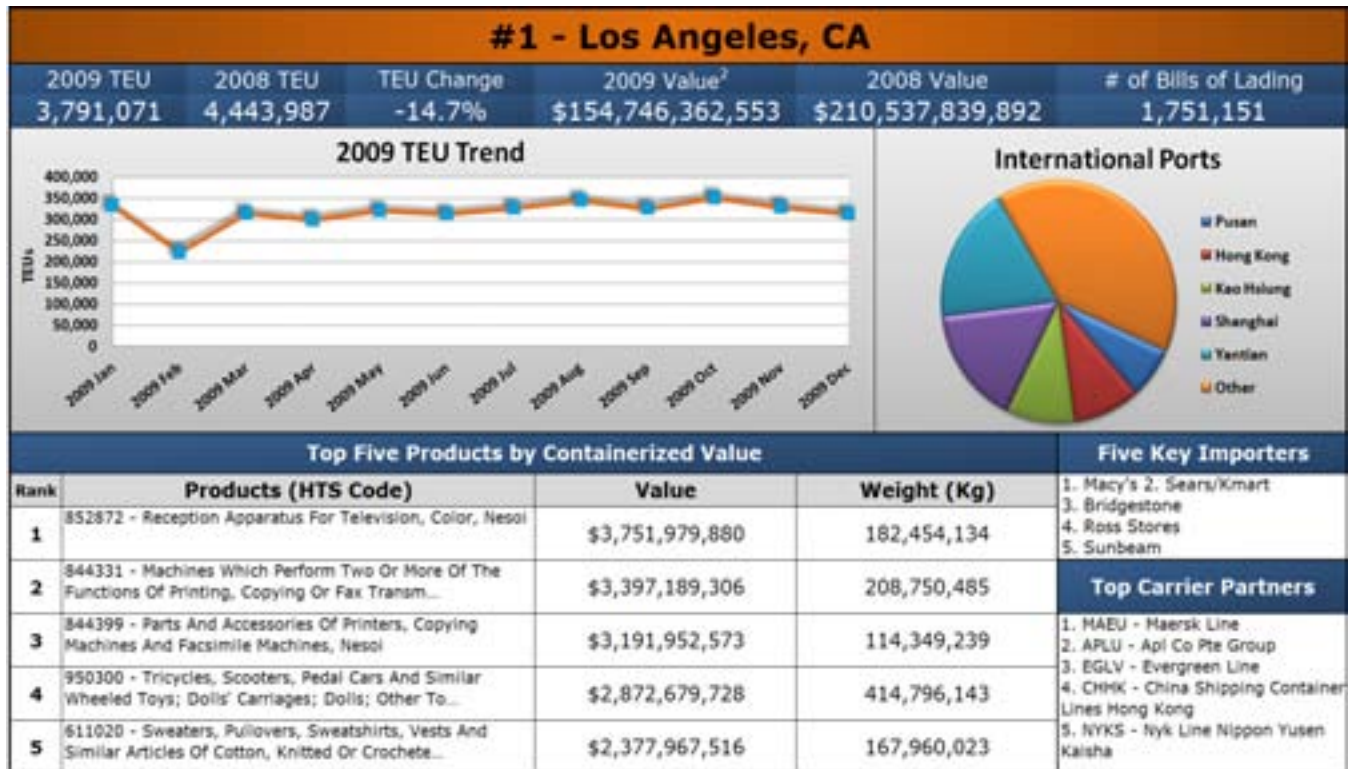 #1 - Los Angeles, CA
2009 TEU 2008 TEU TEU Change 2009 Value² 2008 Value # of Bills of Lading
3,791,071 4,443,987 -14.7% $154,746,362,553 $210,537,839,892 1,751,151
2009 TEU Trend
400,000
350,000
300,000
250,000
200,000
150,000
100,000
50,000
0
TEUs
2009 Jan 2009 Feb 2009 Mar 2009 Apr 2009 May 2009 Jun 2009 Jul 2009 Aug 2009 Sep 2009 Oct 2009 Nov 2009 Dec
International Ports
Pusan
Hong Kong
Kao Hsiung
Shanghai
Yantian
Other
Top Five Products by Containerized Value
Rank Products (HTS Code) Value Weight (Kg)
1 852872 - Reception Apparatus For Television, Color, Nesoi $3,751,979,880 182,454,134
2 844331 - Machines Which Perform Two Or More Of The
Functions Of Printing, Copying Or Fax Transm... $3,397,189,306 208,750,485
3 844399 - Parts And Accessories Of Printers, Copying
Machines And Facsimile Machines, Nesoi $3,191,952,573 114,349,239
4 950300 - Tricycles, Scooters, Pedal Cars And Similar
Wheeled Toys; Dolls' Carriages; Dolls; Other To... $2,872,679,728 414,796,143
5 611020 - Sweaters, Pullovers, Sweatshirts, Vests And
Similar Articles Of Cotton, Knitted Or Crochete... $2,377,967,516 167,960,023
Five Key Importers
1. Macy's 2. Sears/Kmart
3. Bridgestone
4. Ross Stores
5. Sunbeam
Top Carrier Partners
1. MAEU - Maersk Line
2. APLU - Apl Co Pte Group
3. EGLV - Evergreen Line
4. CHHK - China Shipping Container
Lines Hong Kong
5. NYKS - Nyk Line Nippon Yusen
Kaisha